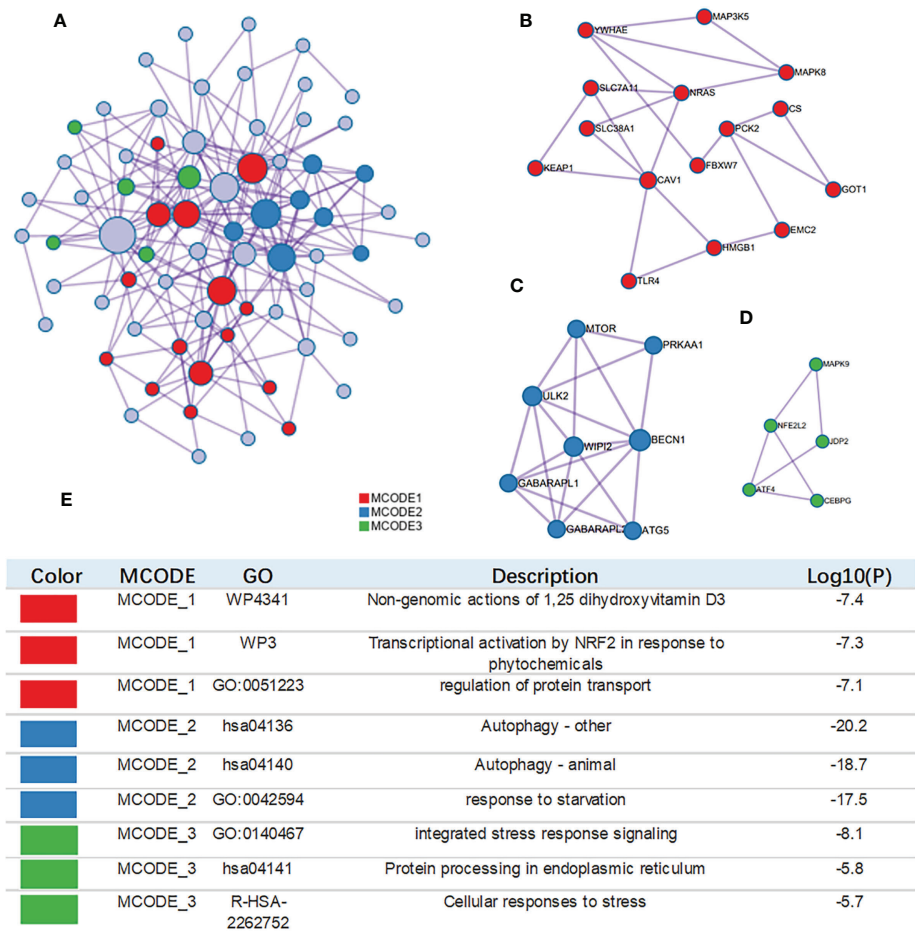 A
B
MAP3K5
YWHAE
MAPK8
SLC7A11
NRAS
CS
SLC38A1
PCK2
KEAP1
FBXW7
CAV1
GOT1
EMC2
HMGB1
TLR4
C
D
MTOR
PRKAA1
MAPK9
ULK2
NFE2L2
BECN1
JDP2
WIPI2
GABARAPL1
ATF4
CEBPG
GABARAPL2
ATG5
E
MCODE1
MCODE2
MCODE3
Color MCODE GO Description Log10(P)
MCODE_1 WP4341 Non-genomic actions of 1,25 dihydroxyvitamin D3 -7.4
MCODE_1 WP3 Transcriptional activation by NRF2 in response to -7.3
phytochemicals
MCODE_1 GO:0051223 regulation of protein transport -7.1
MCODE_2 hsa04136 Autophagy - other -20.2
MCODE_2 hsa04140 Autophagy - animal -18.7
MCODE_2 GO:0042594 response to starvation -17.5
MCODE_3 GO:0140467 integrated stress response signaling -8.1
MCODE_3 hsa04141 Protein processing in endoplasmic reticulum -5.8
MCODE_3 R-HSA- Cellular responses to stress -5.7
2262752